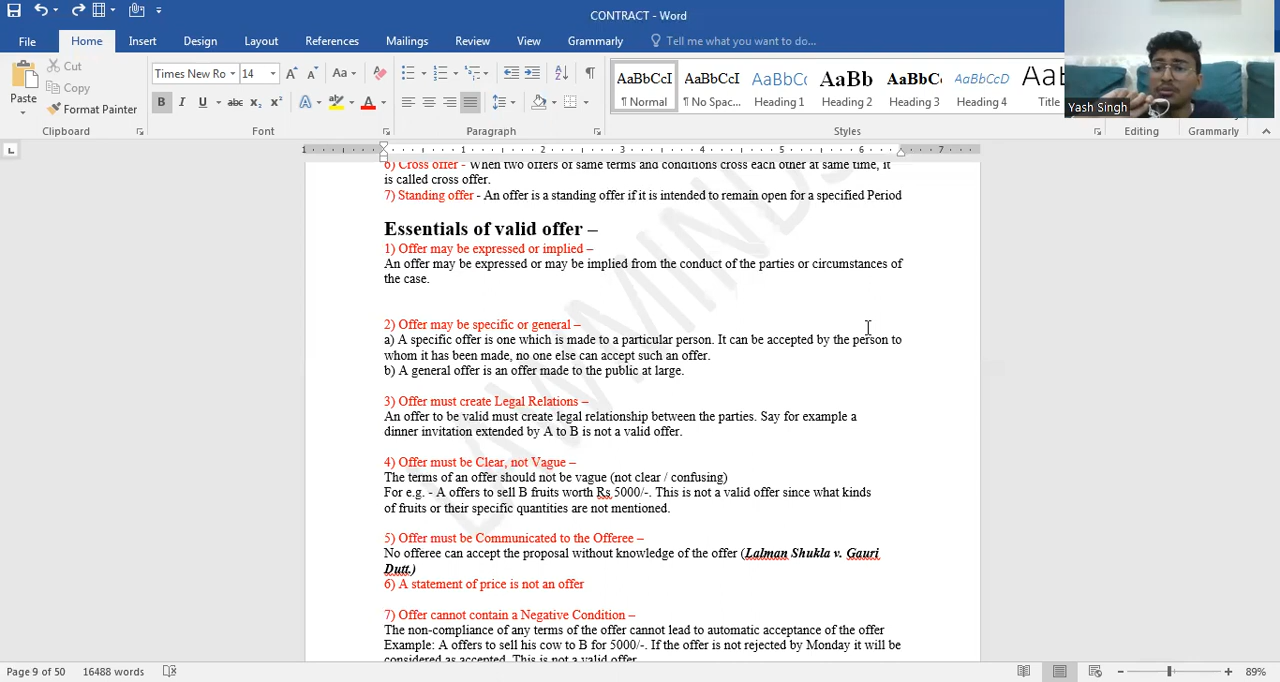 CONTRACT - Word
File Home Insert Design Layout References Mailings Review View Grammarly Tell me what you want to do...
Paste
Cut
Copy
Format Painter
Times New Ro 14
Clipboard Font Paragraph Styles Editing Grammarly
AaBbCcI AaBbCcI AaBbC( AaBb AaBbC AaBbCcD Aa
¶ Normal ¶ No Spac... Heading 1 Heading 2 Heading 3 Heading 4 Title
Yash Singh
6) Cross offer - When two offers of same terms and conditions cross each other at same time, it
is called cross offer.
7) Standing offer - An offer is a standing offer if it is intended to remain open for a specified Period
Essentials of valid offer –
1) Offer may be expressed or implied –
An offer may be expressed or may be implied from the conduct of the parties or circumstances of
the case.
2) Offer may be specific or general –
a) A specific offer is one which is made to a particular person. It can be accepted by the person to
whom it has been made, no one else can accept such an offer.
b) A general offer is an offer made to the public at large.
3) Offer must create Legal Relations –
An offer to be valid must create legal relationship between the parties. Say for example a
dinner invitation extended by A to B is not a valid offer.
4) Offer must be Clear, not Vague –
The terms of an offer should not be vague (not clear / confusing)
For e.g. - A offers to sell B fruits worth Rs 5000/-. This is not a valid offer since what kinds
of fruits or their specific quantities are not mentioned.
5) Offer must be Communicated to the Offeree –
No offeree can accept the proposal without knowledge of the offer (Lalman Shukla v. Gauri
Dutt.)
6) A statement of price is not an offer
7) Offer cannot contain a Negative Condition –
The non-compliance of any terms of the offer cannot lead to automatic acceptance of the offer
Example: A offers to sell his cow to B for 5000/-. If the offer is not rejected by Monday it will be
considered as accepted. This is not a valid offer
LAWMINDS
Page 9 of 50 16488 words 89%